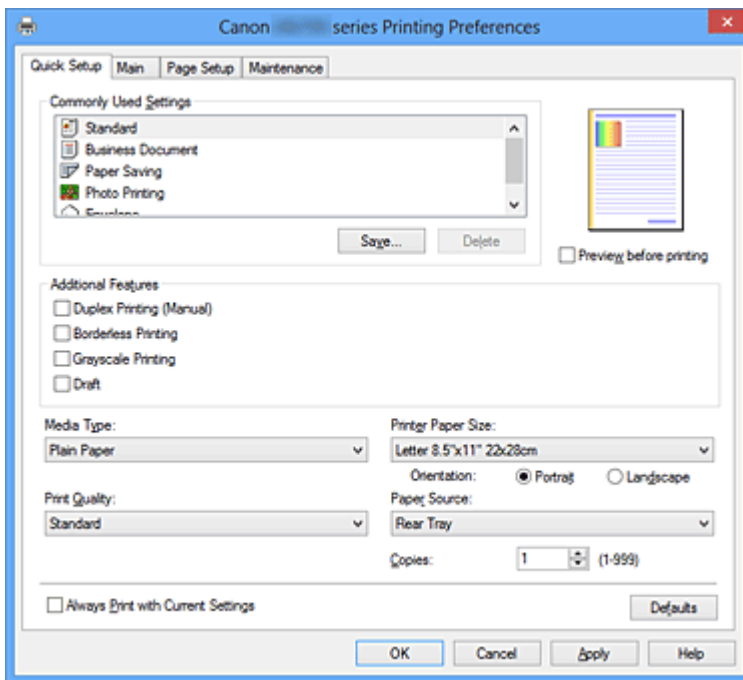 Canon series Printing Preferences
Quick Setup Main Page Setup Maintenance
Commonly Used Settings
Standard
Business Document
Paper Saving
Photo Printing
Save... Delete
Preview before printing
Additional Features
Duplex Printing (Manual)
Borderless Printing
Grayscale Printing
Draft
Media Type:
Plain Paper
Printer Paper Size:
Letter 8.5"x11" 22x28cm
Orientation: Portrait Landscape
Print Quality:
Standard
Paper Source:
Rear Tray
Copies: 1 (1-999)
Always Print with Current Settings
Defaults
OK Cancel Apply Help